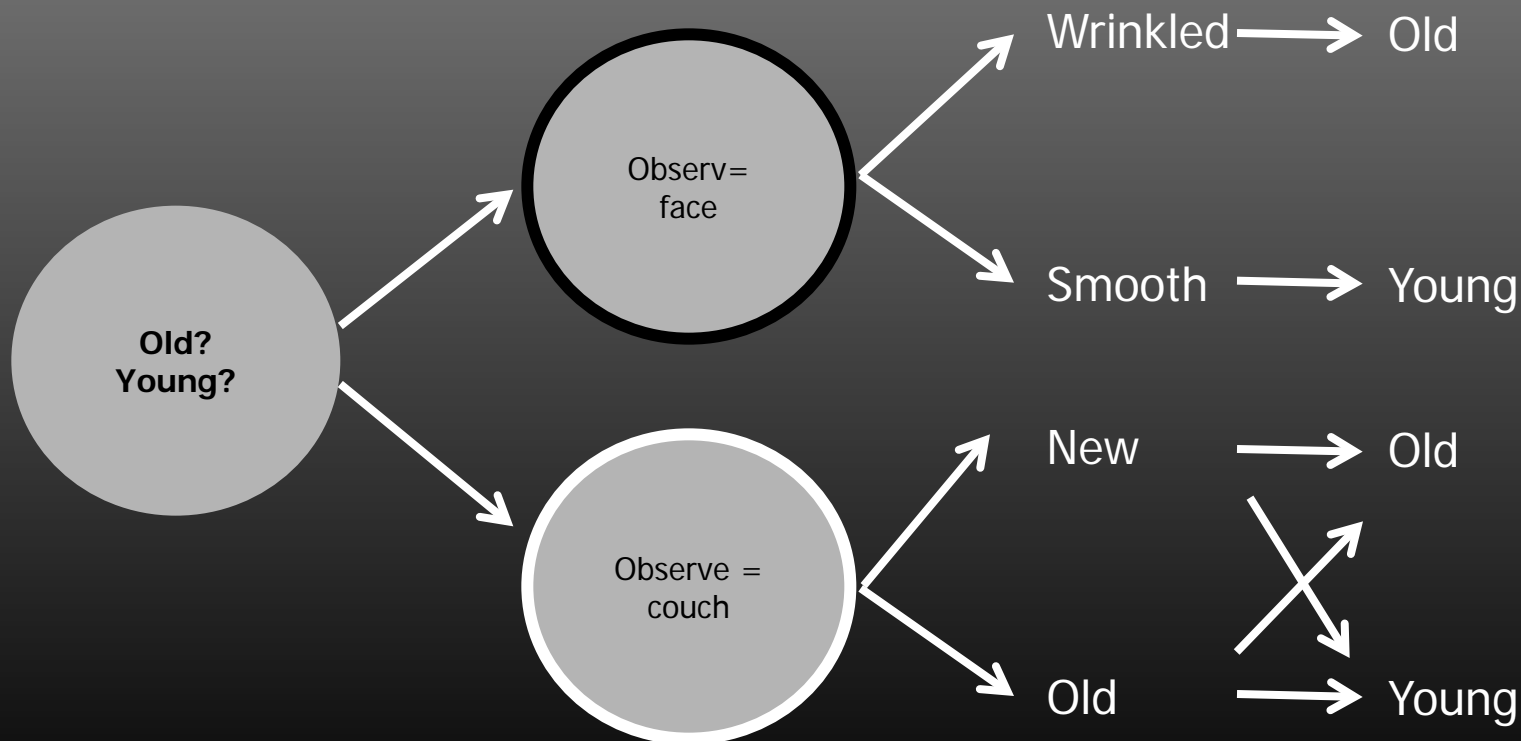 Wrinkled Old
Observ=
face
Smooth Young
Old?
Young?
New Old
Observe =
couch
Old Young